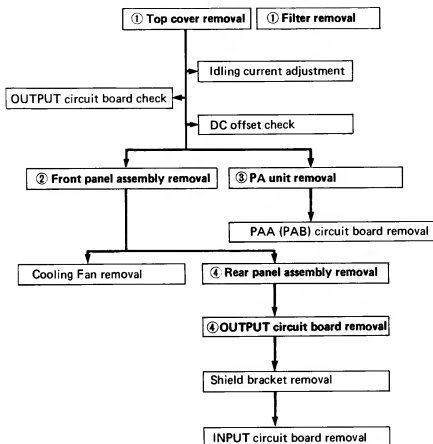 ① Top cover removal
① Filter removal
Idling current adjustment
OUTPUT circuit board check
DC offset check
② Front panel assembly removal
③ PA unit removal
PAA (PAB) circuit board removal
Cooling Fan removal
④ Rear panel assembly removal
④ OUTPUT circuit board removal
Shield bracket removal
INPUT circuit board removal